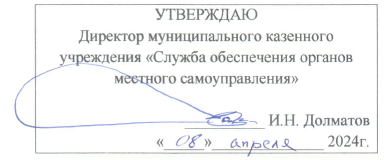 УТВЕРЖДАЮ
Директор муниципального казенного
учреждения «Служба обеспечения органов
местного самоуправления»
И.Н. Долматов
«08» апреля 2024г.